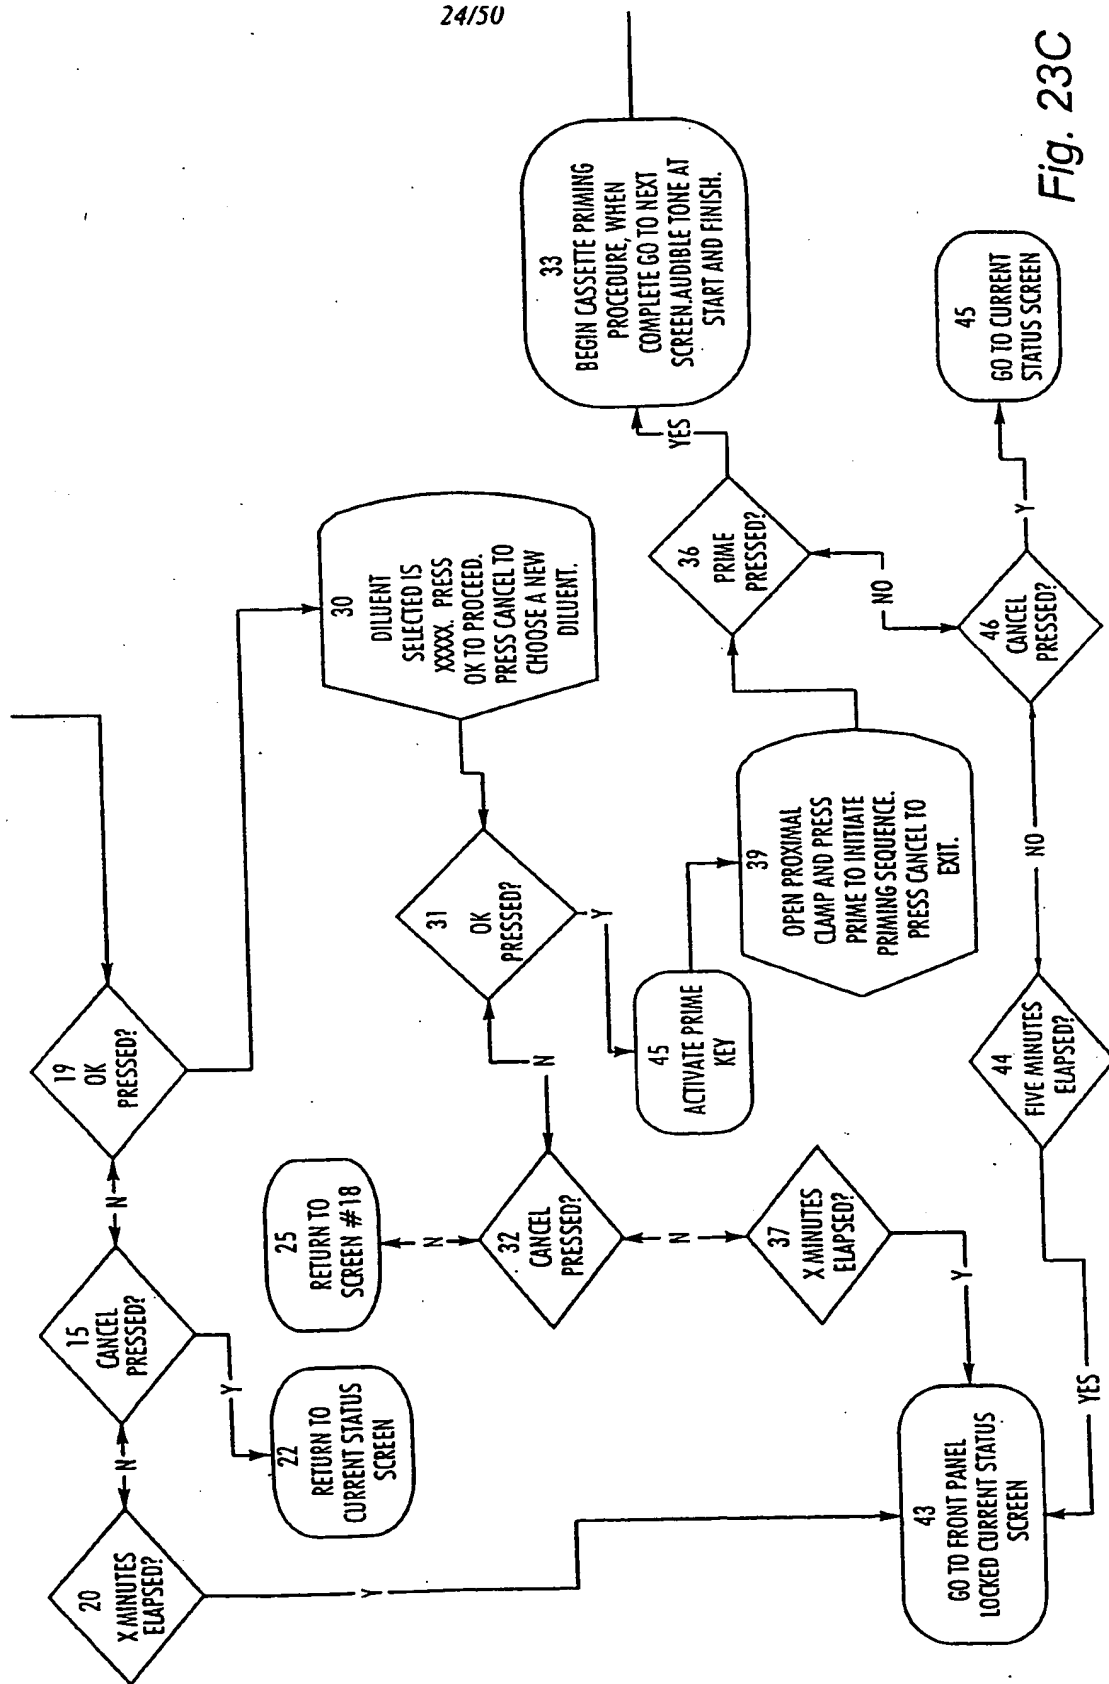 24/50
20
X MINUTES
ELAPSED?
N
15
CANCEL
PRESSED?
N
19
OK
PRESSED?
Y
Y
22
RETURN TO
CURRENT STATUS
SCREEN
25
RETURN TO
SCREEN #18
N
30
DILUENT
SELECTED IS
XXXXX. PRESS
OK TO PROCEED.
PRESS CANCEL TO
CHOOSE A NEW
DILUENT.
31
OK
PRESSED?
N
Y
32
CANCEL
PRESSED?
N
37
X MINUTES
ELAPSED?
Y
45
ACTIVATE PRIME
KEY
39
OPEN PROXIMAL
CLAMP AND PRESS
PRIME TO INITIATE
PRIMING SEQUENCE.
PRESS CANCEL TO
EXIT.
36
PRIME
PRESSED?
YES
33
BEGIN CASSETTE PRIMING
PROCEDURE, WHEN
COMPLETE GO TO NEXT
SCREEN.AUDIBLE TONE AT
START AND FINISH.
NO
46
CANCEL
PRESSED?
Y
45
GO TO CURRENT
STATUS SCREEN
NO
44
FIVE MINUTES
ELAPSED?
YES
43
GO TO FRONT PANEL
LOCKED CURRENT STATUS
SCREEN
Fig. 23C